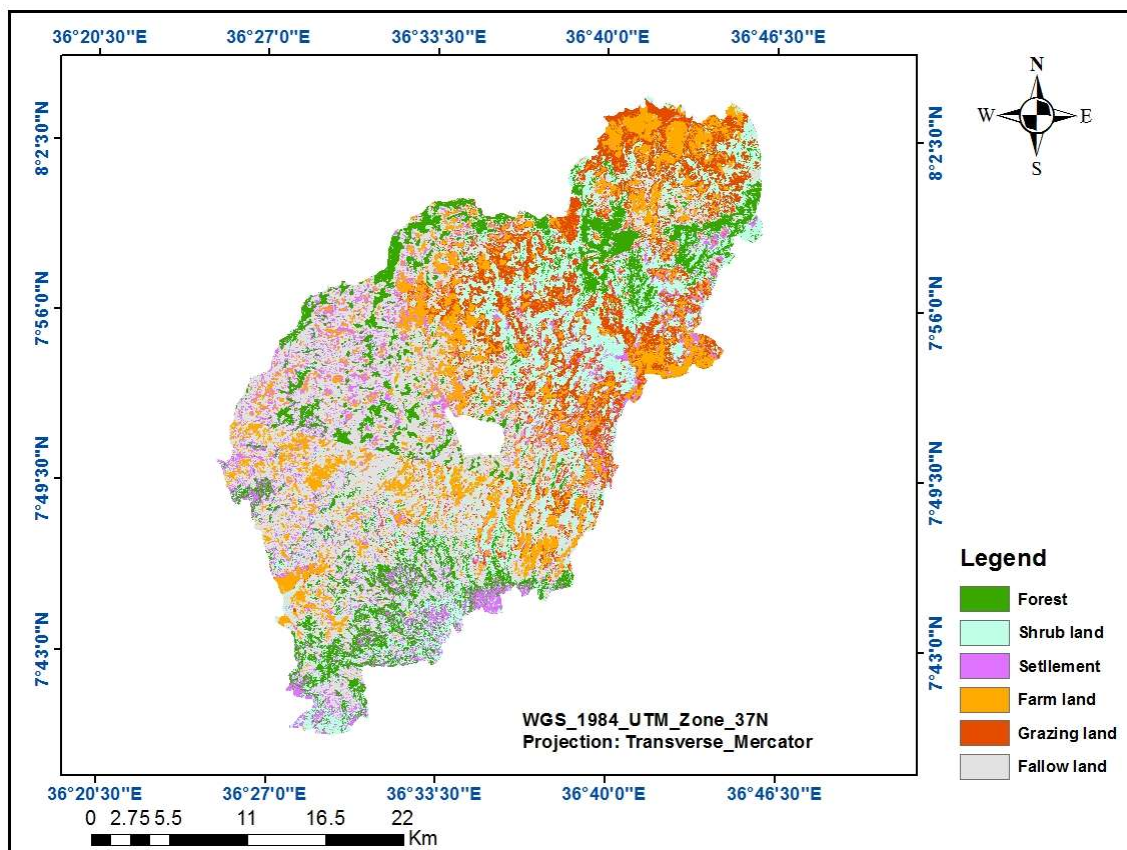 36°20'30"E 36°27'0"E 36°33'30"E 36°40'0"E 36°46'30"E
N
W E
S
8°2'30"N 8°2'30"N
7°56'0"N 7°56'0"N
7°49'30"N 7°49'30"N
7°43'0"N 7°43'0"N
Legend
Forest
Shrub land
Setllement
Farm land
Grazing land
Fallow land
WGS_1984_UTM_Zone_37N
Projection: Transverse_Mercator
36°20'30"E 36°27'0"E 36°33'30"E 36°40'0"E 36°46'30"E
0 2.75 5.5 11 16.5 22
Km